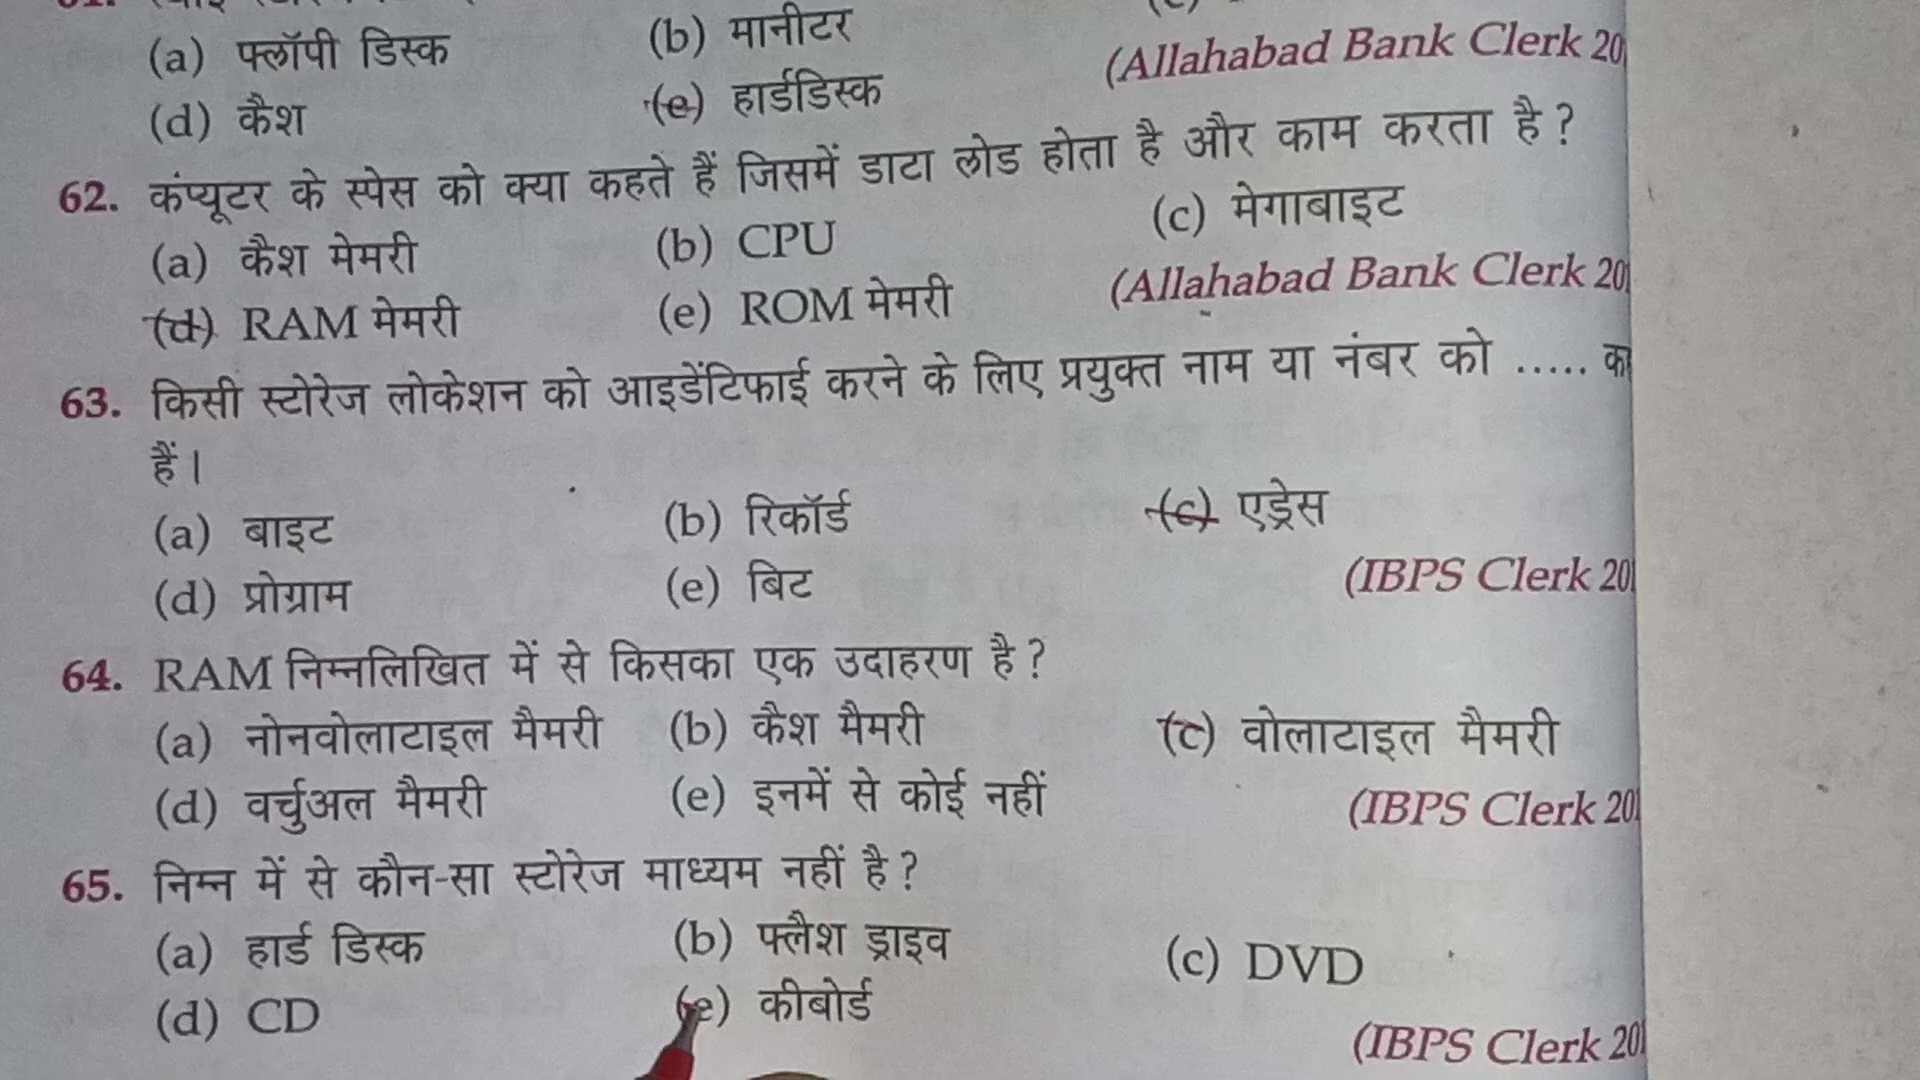 (a) फ्लॉपी डिस्क (b) मानीटर
(d) कैश (e) हार्डडिस्क (Allahabad Bank Clerk 20
62. कंप्यूटर के स्पेस को क्या कहते हैं जिसमें डाटा लोड होता है और काम करता है ?
(a) कैश मेमरी (b) CPU (c) मेगाबाइट
(d) RAM मेमरी (e) ROM मेमरी (Allahabad Bank Clerk 20
63. किसी स्टोरेज लोकेशन को आइडेंटिफाई करने के लिए प्रयुक्त नाम या नंबर को ..... क
हैं।
(a) बाइट (b) रिकॉर्ड (c) एड्रेस
(d) प्रोग्राम (e) बिट (IBPS Clerk 20
64. RAM निम्नलिखित में से किसका एक उदाहरण है ?
(a) नोनवोलाटाइल मैमरी (b) कैश मैमरी (c) वोलाटाइल मैमरी
(d) वर्चुअल मैमरी (e) इनमें से कोई नहीं (IBPS Clerk 20
65. निम्न में से कौन-सा स्टोरेज माध्यम नहीं है ?
(a) हार्ड डिस्क (b) फ्लैश ड्राइव (c) DVD
(d) CD (e) कीबोर्ड (IBPS Clerk 20